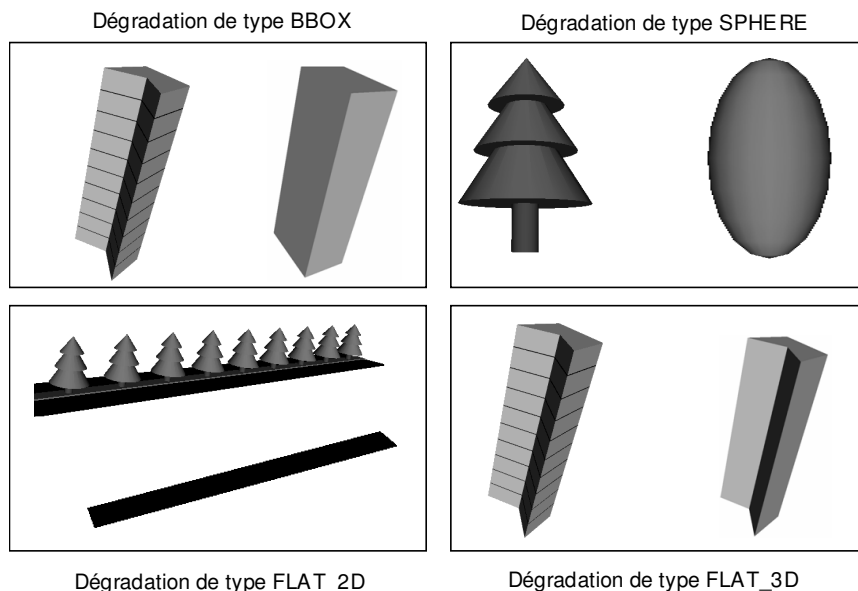 Dégradation de type BBOX
Dégradation de type SPHERE
Dégradation de type FLAT_2D
Dégradation de type FLAT_3D